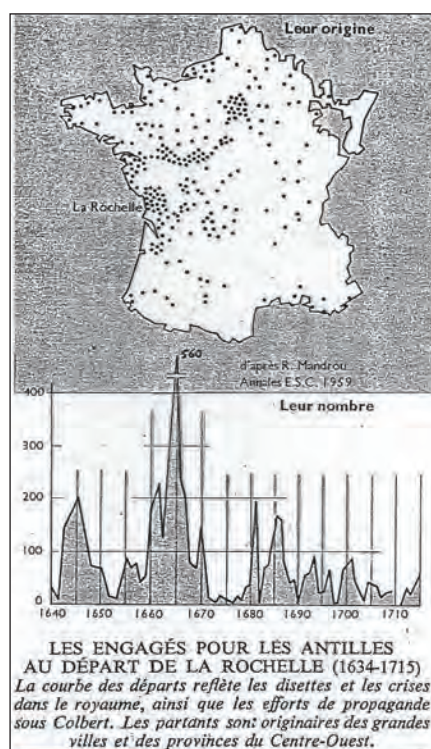 Leur origine
La Rochelle
560
d'après R. Mandrou
Annales E.S.C. 1959
Leur nombre
400
300
200
100
0
1640
1650
1660
1670
1680
1690
1700
1710
LES ENGAGÉS POUR LES ANTILLES
AU DÉPART DE LA ROCHELLE (1634-1715)
La courbe des départs reflète les disettes et les crises
dans le royaume, ainsi que les efforts de propagande
sous Colbert. Les partants sont: originaires des grandes
villes et des provinces du Centre-Ouest.